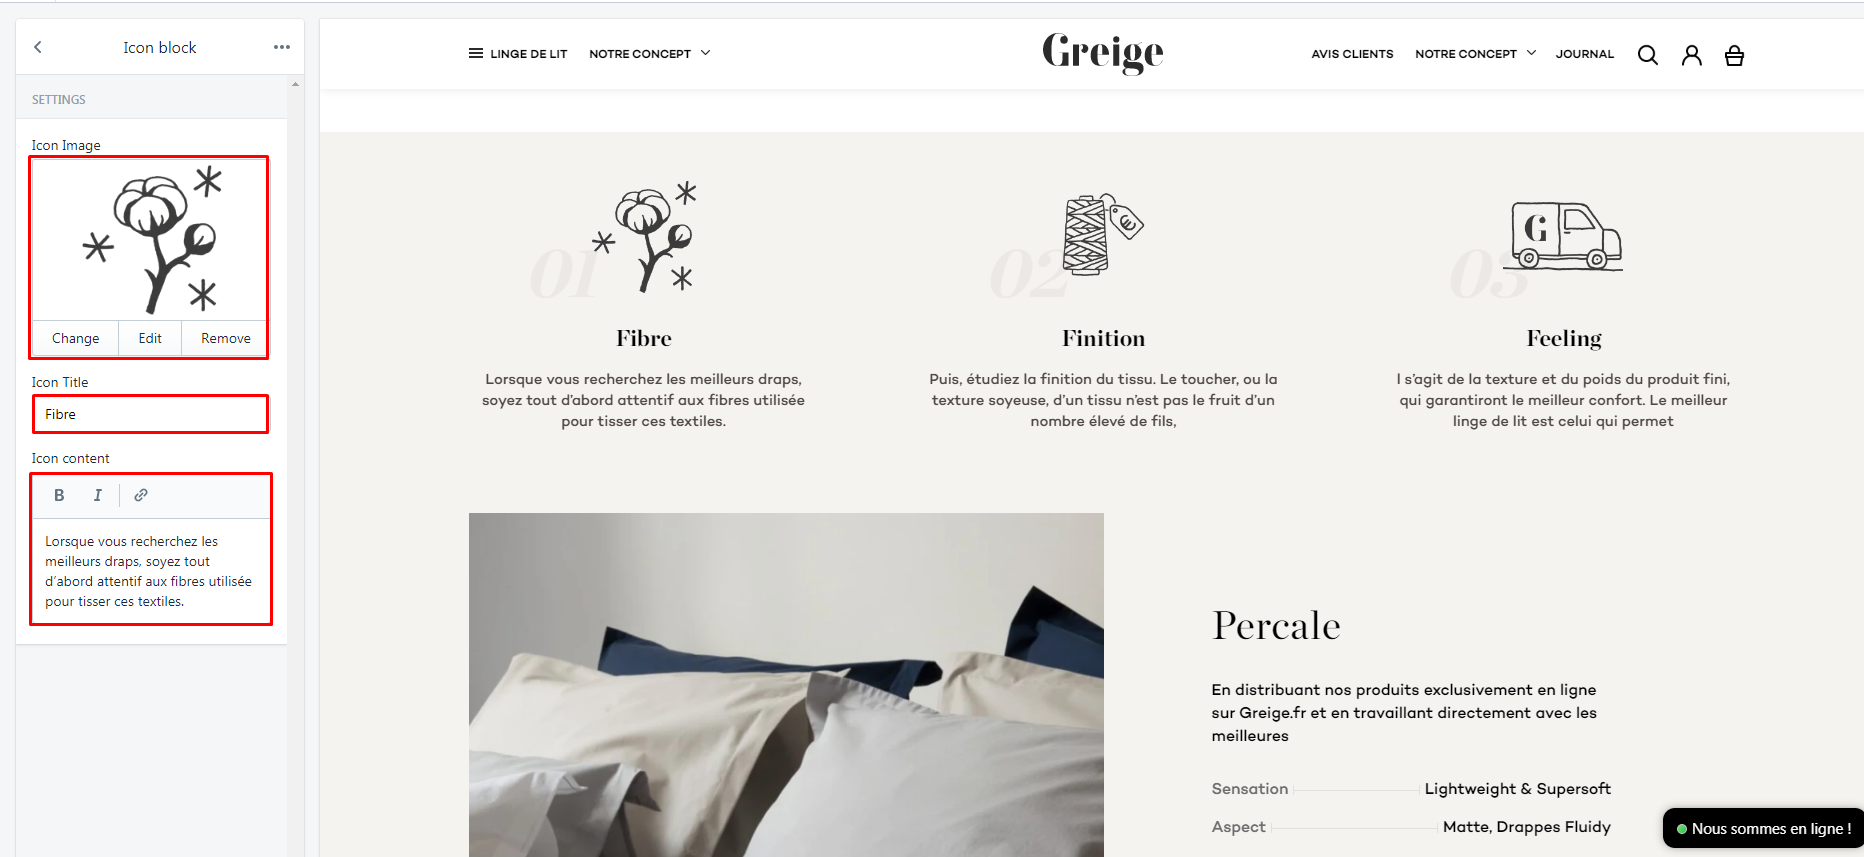 Icon block
SETTINGS
Icon Image
Change Edit Remove
Icon Title
Fibre
Icon content
B I
Lorsque vous recherchez les
meilleurs draps, soyez tout
d'abord attentif aux fibres utilisée
pour tisser ces textiles.
LINGE DE LIT NOTRE CONCEPT
Greige
AVIS CLIENTS NOTRE CONCEPT JOURNAL
01
Fibre
Lorsque vous recherchez les meilleurs draps,
soyez tout d'abord attentif aux fibres utilisée
pour tisser ces textiles.
02
€
Finition
Puis, étudiez la finition du tissu. Le toucher, ou la
texture soyeuse, d'un tissu n'est pas le fruit d'un
nombre élevé de fils,
03
G
Feeling
l s'agit de la texture et du poids du produit fini,
qui garantiront le meilleur confort. Le meilleur
linge de lit est celui qui permet
Percale
En distribuant nos produits exclusivement en ligne
sur Greige.fr et en travaillant directement avec les
meilleures
Sensation Lightweight & Supersoft
Aspect Matte, Drappes Fluidy
Nous sommes en ligne !